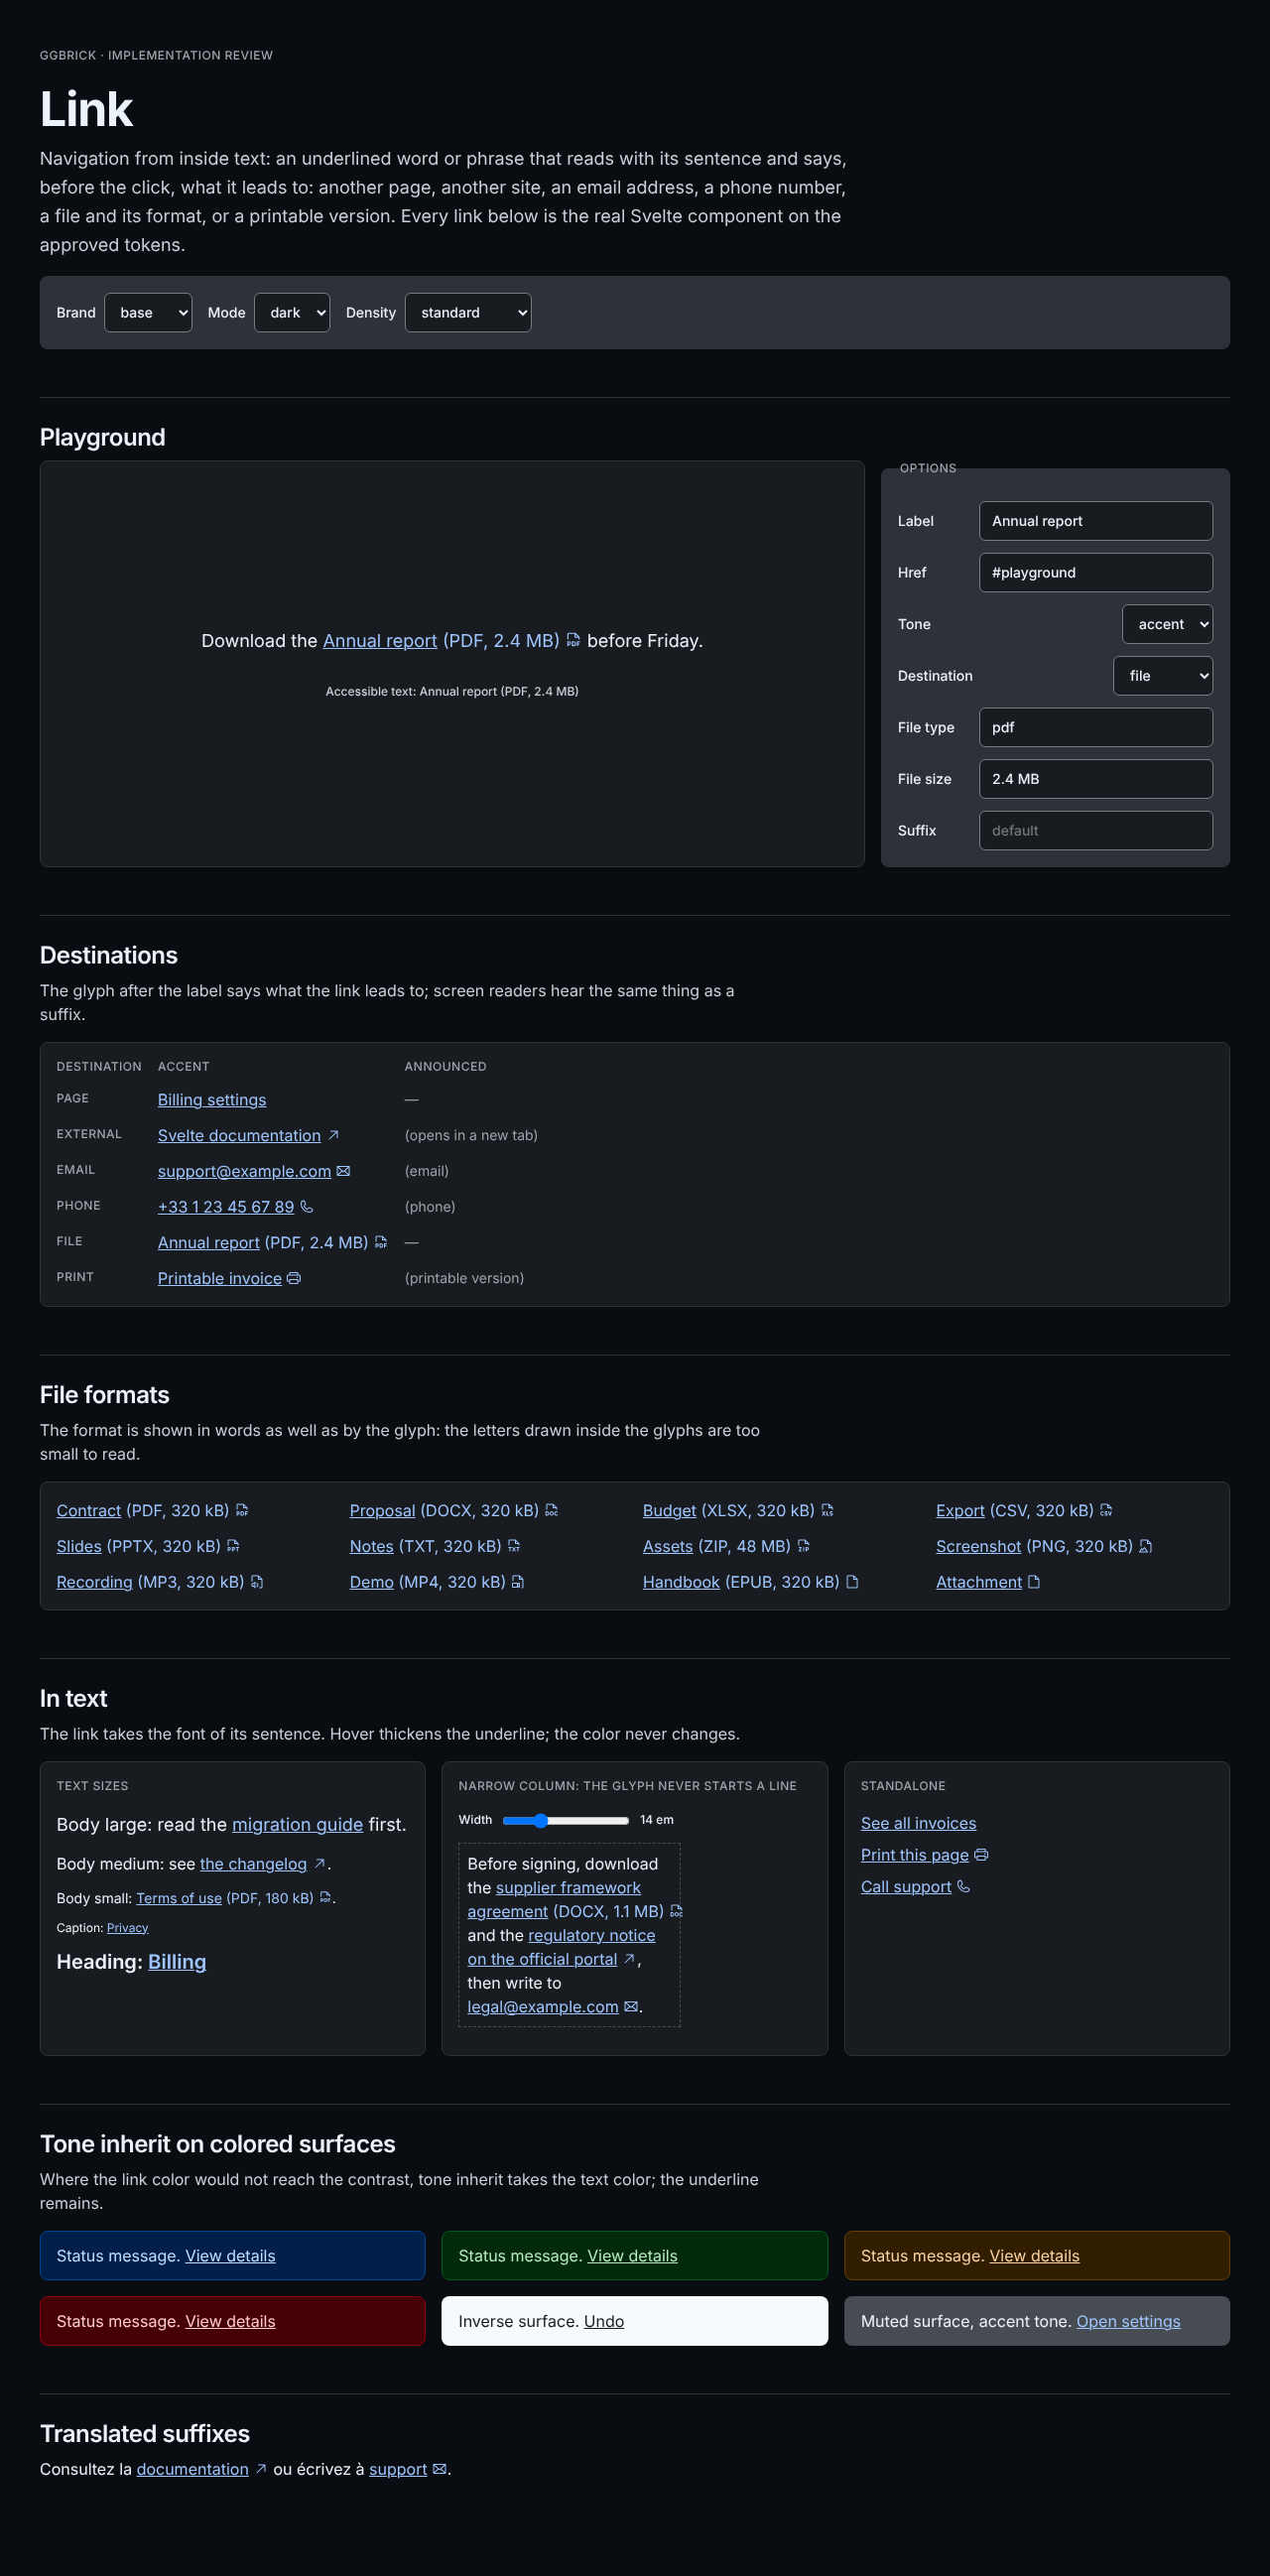 GGBRICK · IMPLEMENTATION REVIEW
Link
Navigation from inside text: an underlined word or phrase that reads with its sentence and says,
before the click, what it leads to: another page, another site, an email address, a phone number,
a file and its format, or a printable version. Every link below is the real Svelte component on the
approved tokens.
Brand base Mode dark Density standard
Playground
Download the Annual report (PDF, 2.4 MB) PDF before Friday.
Accessible text: Annual report (PDF, 2.4 MB)
OPTIONS
Label Annual report
Href #playground
Tone accent
Destination file
File type pdf
File size 2.4 MB
Suffix default
Destinations
The glyph after the label says what the link leads to; screen readers hear the same thing as a
suffix.
DESTINATION ACCENT ANNOUNCED
PAGE Billing settings —
EXTERNAL Svelte documentation (opens in a new tab)
EMAIL support@example.com (email)
PHONE +33 1 23 45 67 89 (phone)
FILE Annual report (PDF, 2.4 MB) PDF —
PRINT Printable invoice (printable version)
File formats
The format is shown in words as well as by the glyph: the letters drawn inside the glyphs are too
small to read.
Contract (PDF, 320 kB) PDF Proposal (DOCX, 320 kB) DOC Budget (XLSX, 320 kB) XLS Export (CSV, 320 kB) CSV
Slides (PPTX, 320 kB) PPT Notes (TXT, 320 kB) TXT Assets (ZIP, 48 MB) ZIP Screenshot (PNG, 320 kB)
Recording (MP3, 320 kB) Demo (MP4, 320 kB) Handbook (EPUB, 320 kB) Attachment
In text
The link takes the font of its sentence. Hover thickens the underline; the color never changes.
TEXT SIZES
Body large: read the migration guide first.
Body medium: see the changelog.
Body small: Terms of use (PDF, 180 kB) PDF.
Caption: Privacy
Heading: Billing
NARROW COLUMN: THE GLYPH NEVER STARTS A LINE
Width 14 em
Before signing, download
the supplier framework
agreement (DOCX, 1.1 MB) DOC
and the regulatory notice
on the official portal,
then write to
legal@example.com.
STANDALONE
See all invoices
Print this page
Call support
Tone inherit on colored surfaces
Where the link color would not reach the contrast, tone inherit takes the text color; the underline
remains.
Status message. View details
Status message. View details
Status message. View details
Status message. View details
Inverse surface. Undo
Muted surface, accent tone. Open settings
Translated suffixes
Consultez la documentation ou écrivez à support.